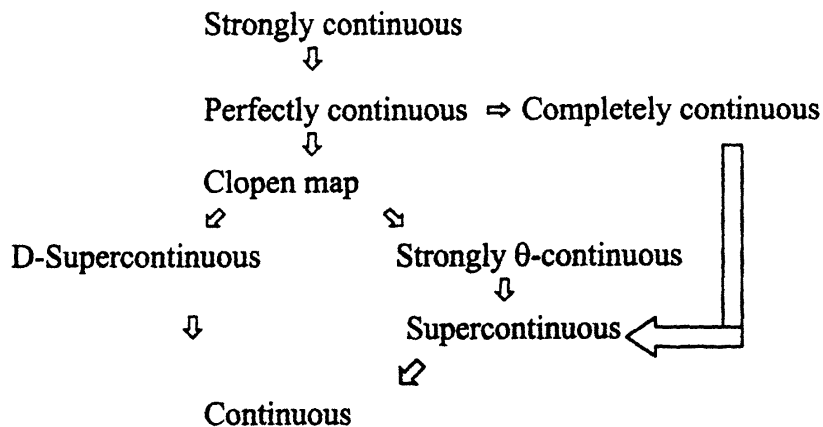 Strongly continuous
⇩
Perfectly continuous ⇨ Completely continuous
⇩
Clopen map
D-Supercontinuous Strongly θ-continuous
⇩
⇩ Supercontinuous
Continuous